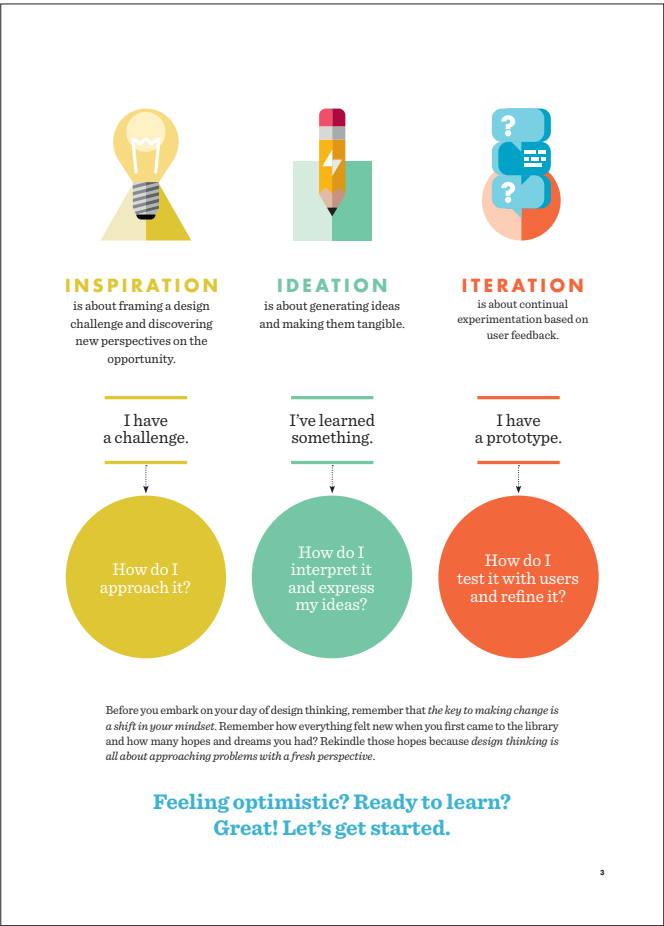 ?
?
INSPIRATION
is about framing a design
challenge and discovering
new perspectives on the
opportunity.
I have
a challenge.
How do I
approach it?
IDEATION
is about generating ideas
and making them tangible.
I’ve learned
something.
How do I
interpret it
and express
my ideas?
ITERATION
is about continual
experimentation based on
user feedback.
I have
a prototype.
How do I
test it with users
and refine it?
Before you embark on your day of design thinking, remember that the key to making change is
a shift in your mindset. Remember how everything felt new when you first came to the library
and how many hopes and dreams you had? Rekindle those hopes because design thinking is
all about approaching problems with a fresh perspective.
Feeling optimistic? Ready to learn?
Great! Let’s get started.
3